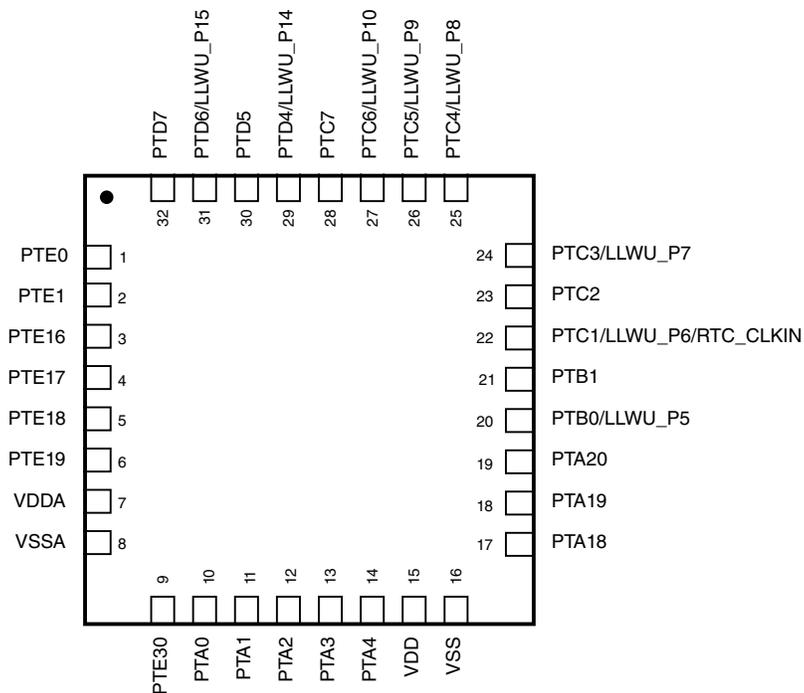 PTD7
PTD6/LLWU_P15
PTD5
PTD4/LLWU_P14
PTC7
PTC6/LLWU_P10
PTC5/LLWU_P9
PTC4/LLWU_P8
32
31
30
29
28
27
26
25
PTE0 1
PTE1 2
PTE16 3
PTE17 4
PTE18 5
PTE19 6
VDDA 7
VSSA 8
24 PTC3/LLWU_P7
23 PTC2
22 PTC1/LLWU_P6/RTC_CLKIN
21 PTB1
20 PTB0/LLWU_P5
19 PTA20
18 PTA19
17 PTA18
9
10
11
12
13
14
15
16
PTE30
PTA0
PTA1
PTA2
PTA3
PTA4
VDD
VSS